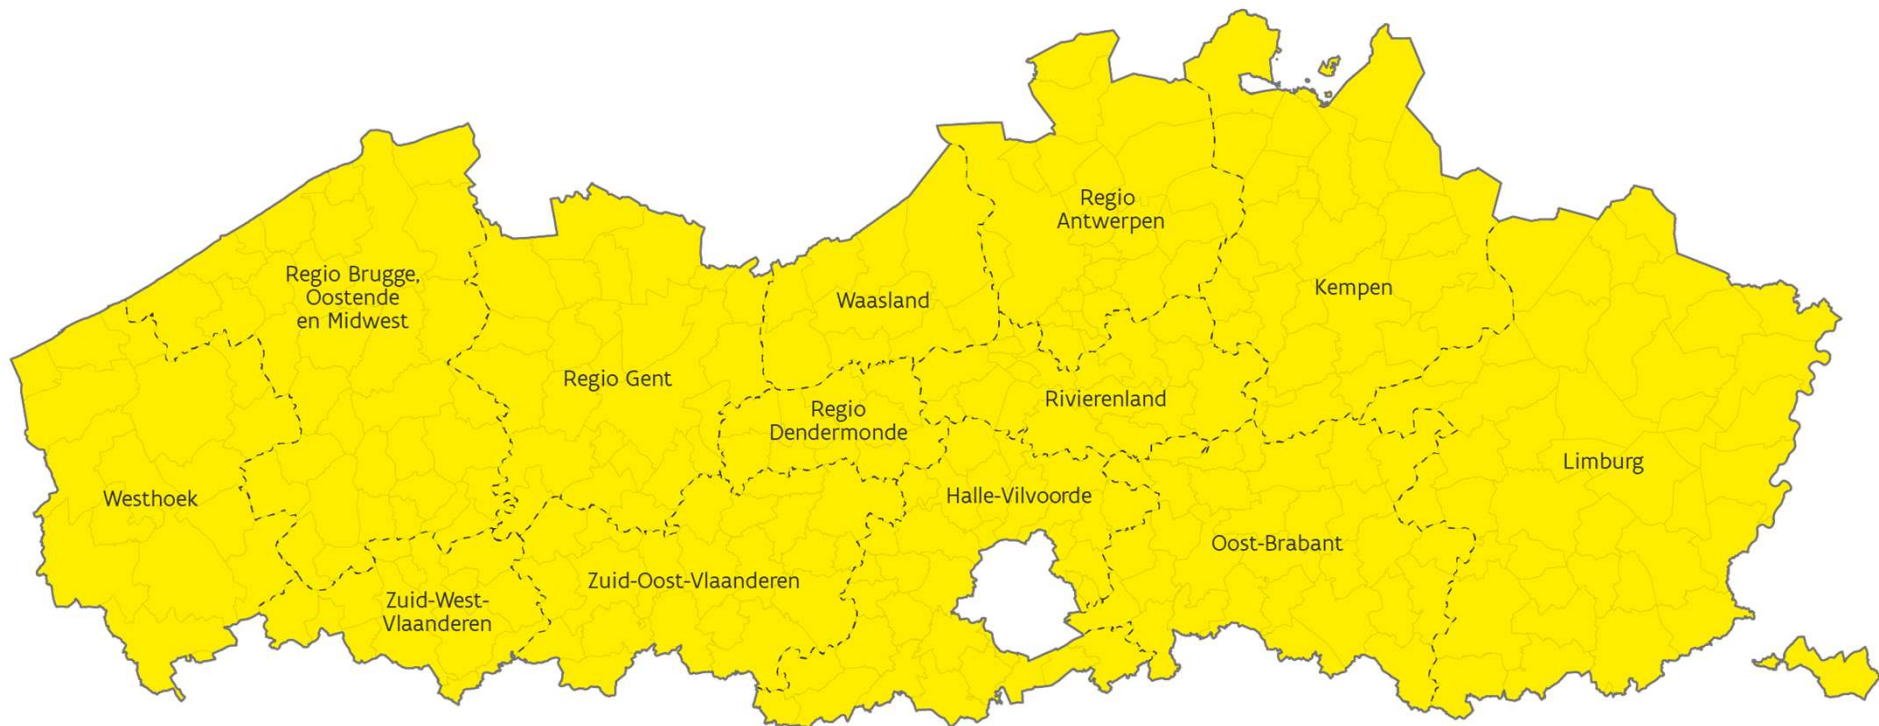 Regio
Antwerpen
Regio Brugge,
Oostende
en Midwest
Kempen
Waasland
Regio Gent
Rivierenland
Regio
Dendermonde
Limburg
Westhoek
Halle-Vilvoorde
Oost-Brabant
Zuid-Oost-Vlaanderen
Zuid-West-
Vlaanderen